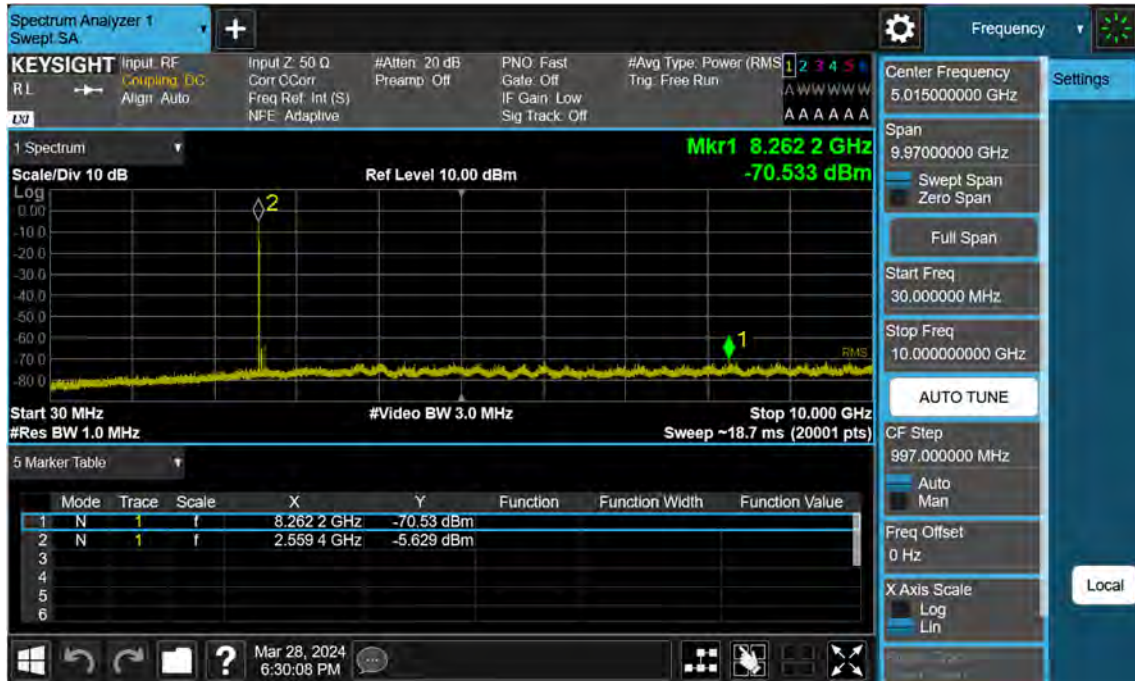 Spectrum Analyzer 1
Swept SA
+
Frequency
KEYSIGHT
RL
LXI
Input: RF
Coupling: DC
Align: Auto
Input Z: 50 Ω
Corr CCorr
Freq Ref: Int (S)
NFE: Adaptive
#Atten: 20 dB
Preamp: Off
PNO: Fast
Gate: Off
IF Gain: Low
Sig Track: Off
#Avg Type: Power (RMS
Trig: Free Run
1 2 3 4 5 6
A W W W W W
A A A A A A
1 Spectrum
Scale/Div 10 dB
Ref Level 10.00 dBm
Mkr1 8.262 2 GHz
-70.533 dBm
Log
0.00
-10.0
-20.0
-30.0
-40.0
-50.0
-60.0
-70.0
-80.0
2
1
RMS
Start 30 MHz
#Video BW 3.0 MHz
Stop 10.000 GHz
#Res BW 1.0 MHz
Sweep ~18.7 ms (20001 pts)
5 Marker Table
Mode Trace Scale X Y Function Function Width Function Value
1 N 1 f 8.262 2 GHz -70.53 dBm
2 N 1 f 2.559 4 GHz -5.629 dBm
3
4
5
6
Mar 28, 2024
6:30:08 PM
?
Center Frequency
5.015000000 GHz
Span
9.97000000 GHz
Swept Span
Zero Span
Full Span
Start Freq
30.000000 MHz
Stop Freq
10.000000000 GHz
AUTO TUNE
CF Step
997.000000 MHz
Auto
Man
Freq Offset
0 Hz
X Axis Scale
Log
Lin
Settings
Local